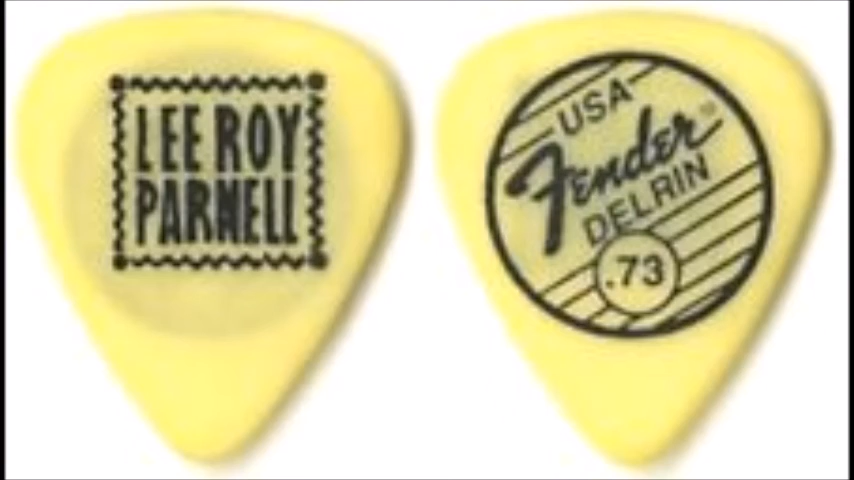 LEE ROY
PARNELL
USA
Fender
DELRIN
.73